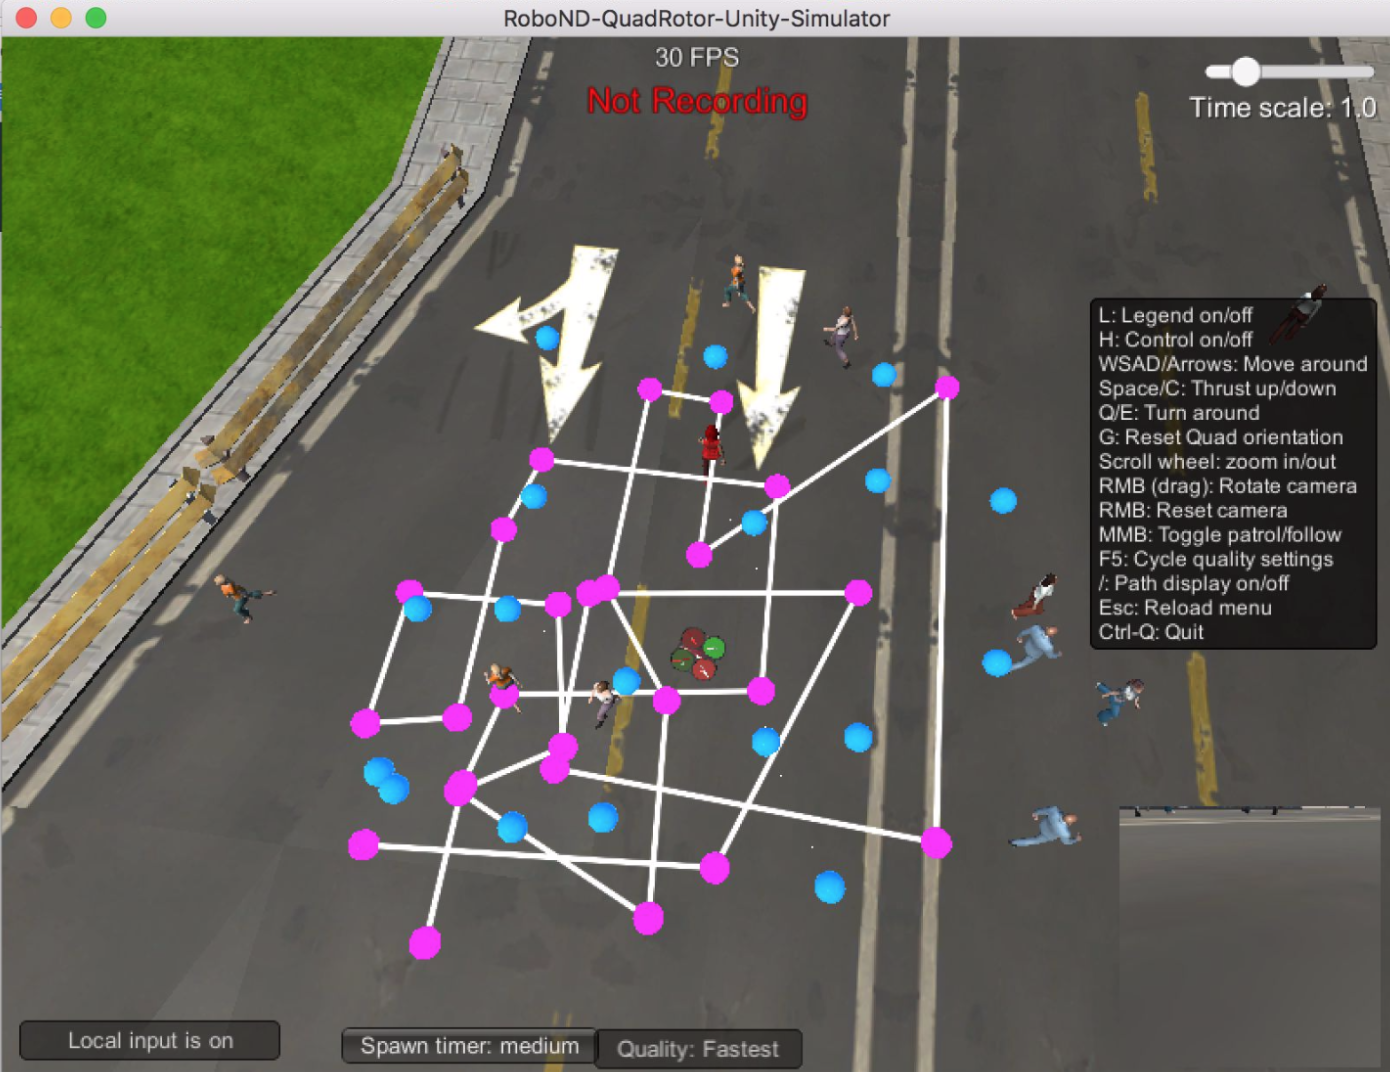 RoboND-QuadRotor-Unity-Simulator
30 FPS
Not Recording
Time scale: 1.0
L: Legend on/off
H: Control on/off
WSAD/Arrows: Move around
Space/C: Thrust up/down
Q/E: Turn around
G: Reset Quad orientation
Scroll wheel: zoom in/out
RMB (drag): Rotate camera
RMB: Reset camera
MMB: Toggle patrol/follow
F5: Cycle quality settings
/: Path display on/off
Esc: Reload menu
Ctrl-Q: Quit
Local input is on
Spawn timer: medium
Quality: Fastest